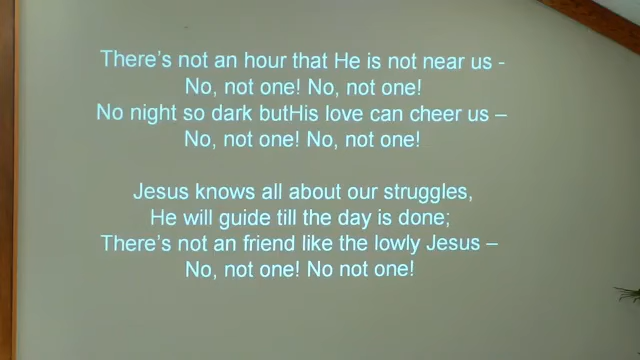 There's not an hour that He is not near us -
No, not one! No, not one!
No night so dark butHis love can cheer us –
No, not one! No, not one!
Jesus knows all about our struggles,
He will guide till the day is done;
There's not an friend like the lowly Jesus –
No, not one! No not one!